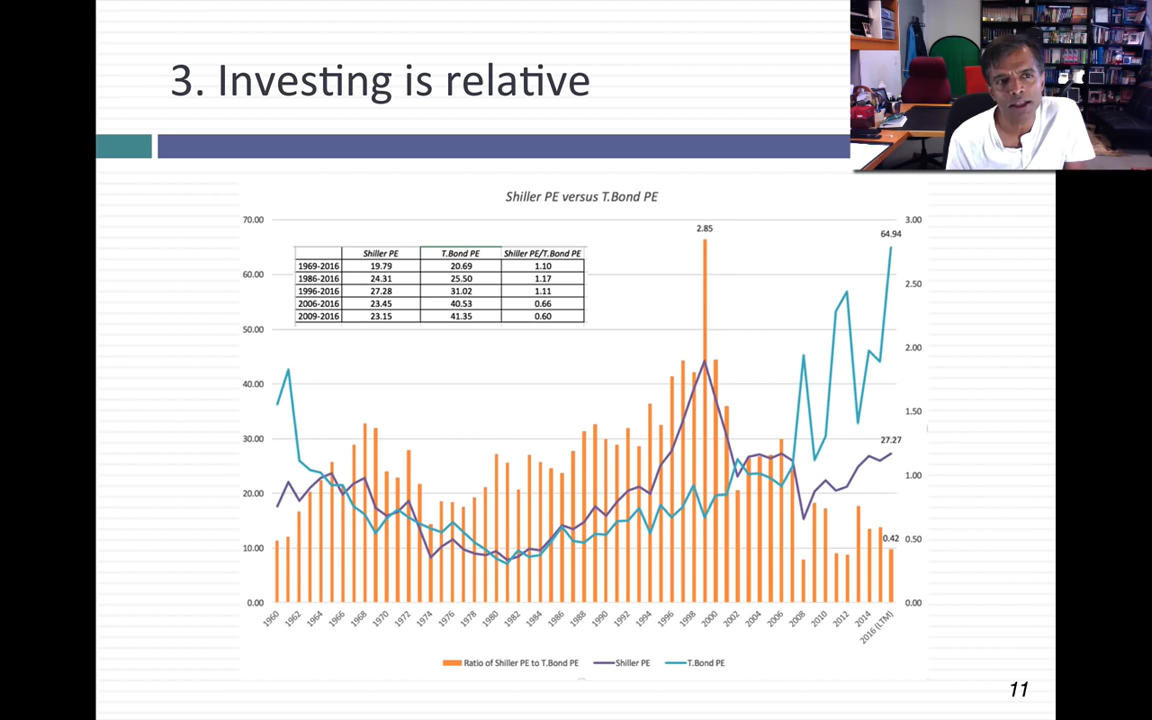 3. Investing is relative
Shiller PE versus T.Bond PE
70.00
60.00
50.00
40.00
30.00
20.00
10.00
0.00
3.00
2.50
2.00
1.50
1.00
0.50
0.00
2.85
64.94
27.27
0.42
Shiller PE T.Bond PE Shiller PE/T.Bond PE
1969-2016 19.79 20.69 1.10
1986-2016 24.31 25.50 1.17
1996-2016 27.28 31.02 1.11
2006-2016 23.45 40.53 0.66
2009-2016 23.15 41.35 0.60
1960 1962 1964 1966 1968 1970 1972 1974 1976 1978 1980 1982 1984 1986 1988 1990 1992 1994 1996 1998 2000 2002 2004 2006 2008 2010 2012 2014 2016 (LTM)
Ratio of Shiller PE to T.Bond PE Shiller PE T.Bond PE
11